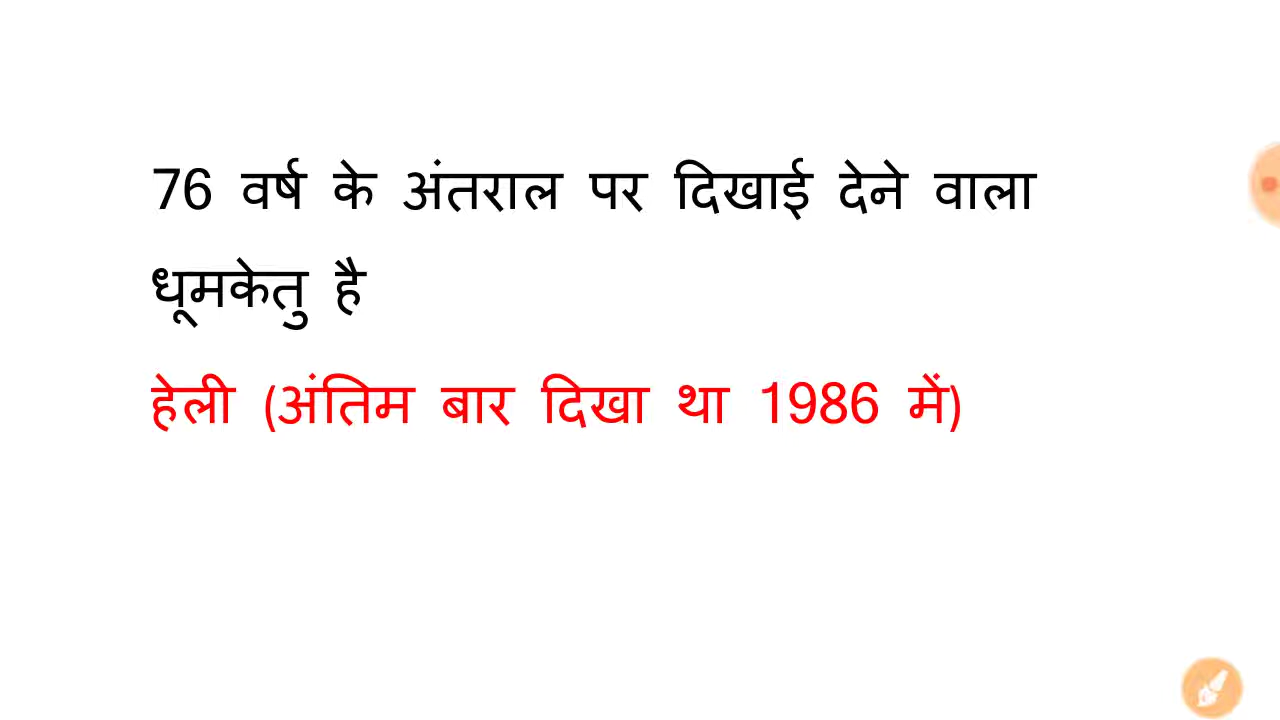 76 वर्ष के अंतराल पर दिखाई देने वाला
धूमकेतु है
हेली (अंतिम बार दिखा था 1986 में)